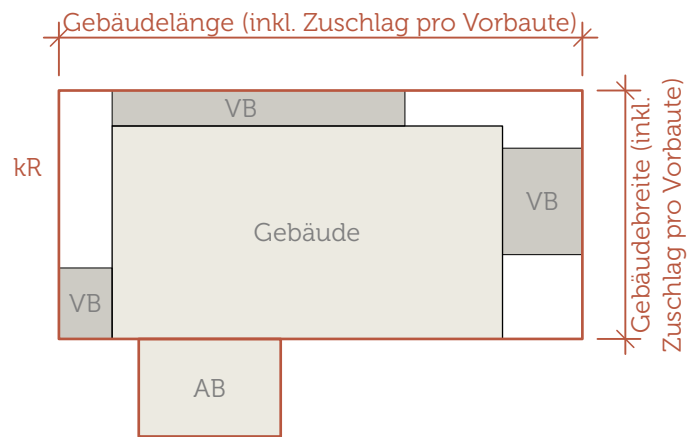 Gebäudelänge (inkl. Zuschlag pro Vorbaute)
VB
kR
VB
Gebäude
VB
AB
Gebäudebreite (inkl.
Zuschlag pro Vorbaute)